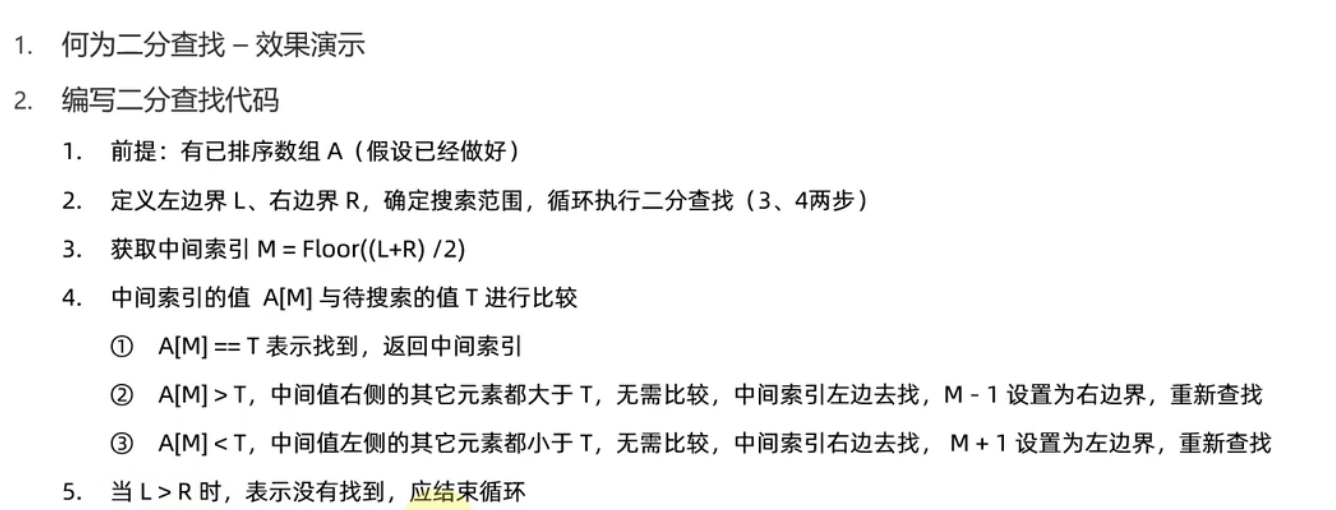 1. 何为二分查找 – 效果演示
2. 编写二分查找代码
1. 前提：有已排序数组 A（假设已经做好）
2. 定义左边界 L、右边界 R，确定搜索范围，循环执行二分查找（3、4两步）
3. 获取中间索引 M = Floor((L+R) /2)
4. 中间索引的值 A[M] 与待搜索的值 T 进行比较
① A[M] == T 表示找到，返回中间索引
② A[M] > T，中间值右侧的其它元素都大于 T，无需比较，中间索引左边去找，M - 1 设置为右边界，重新查找
③ A[M] < T，中间值左侧的其它元素都小于 T，无需比较，中间索引右边去找， M + 1 设置为左边界，重新查找
5. 当 L > R 时，表示没有找到，应结束循环